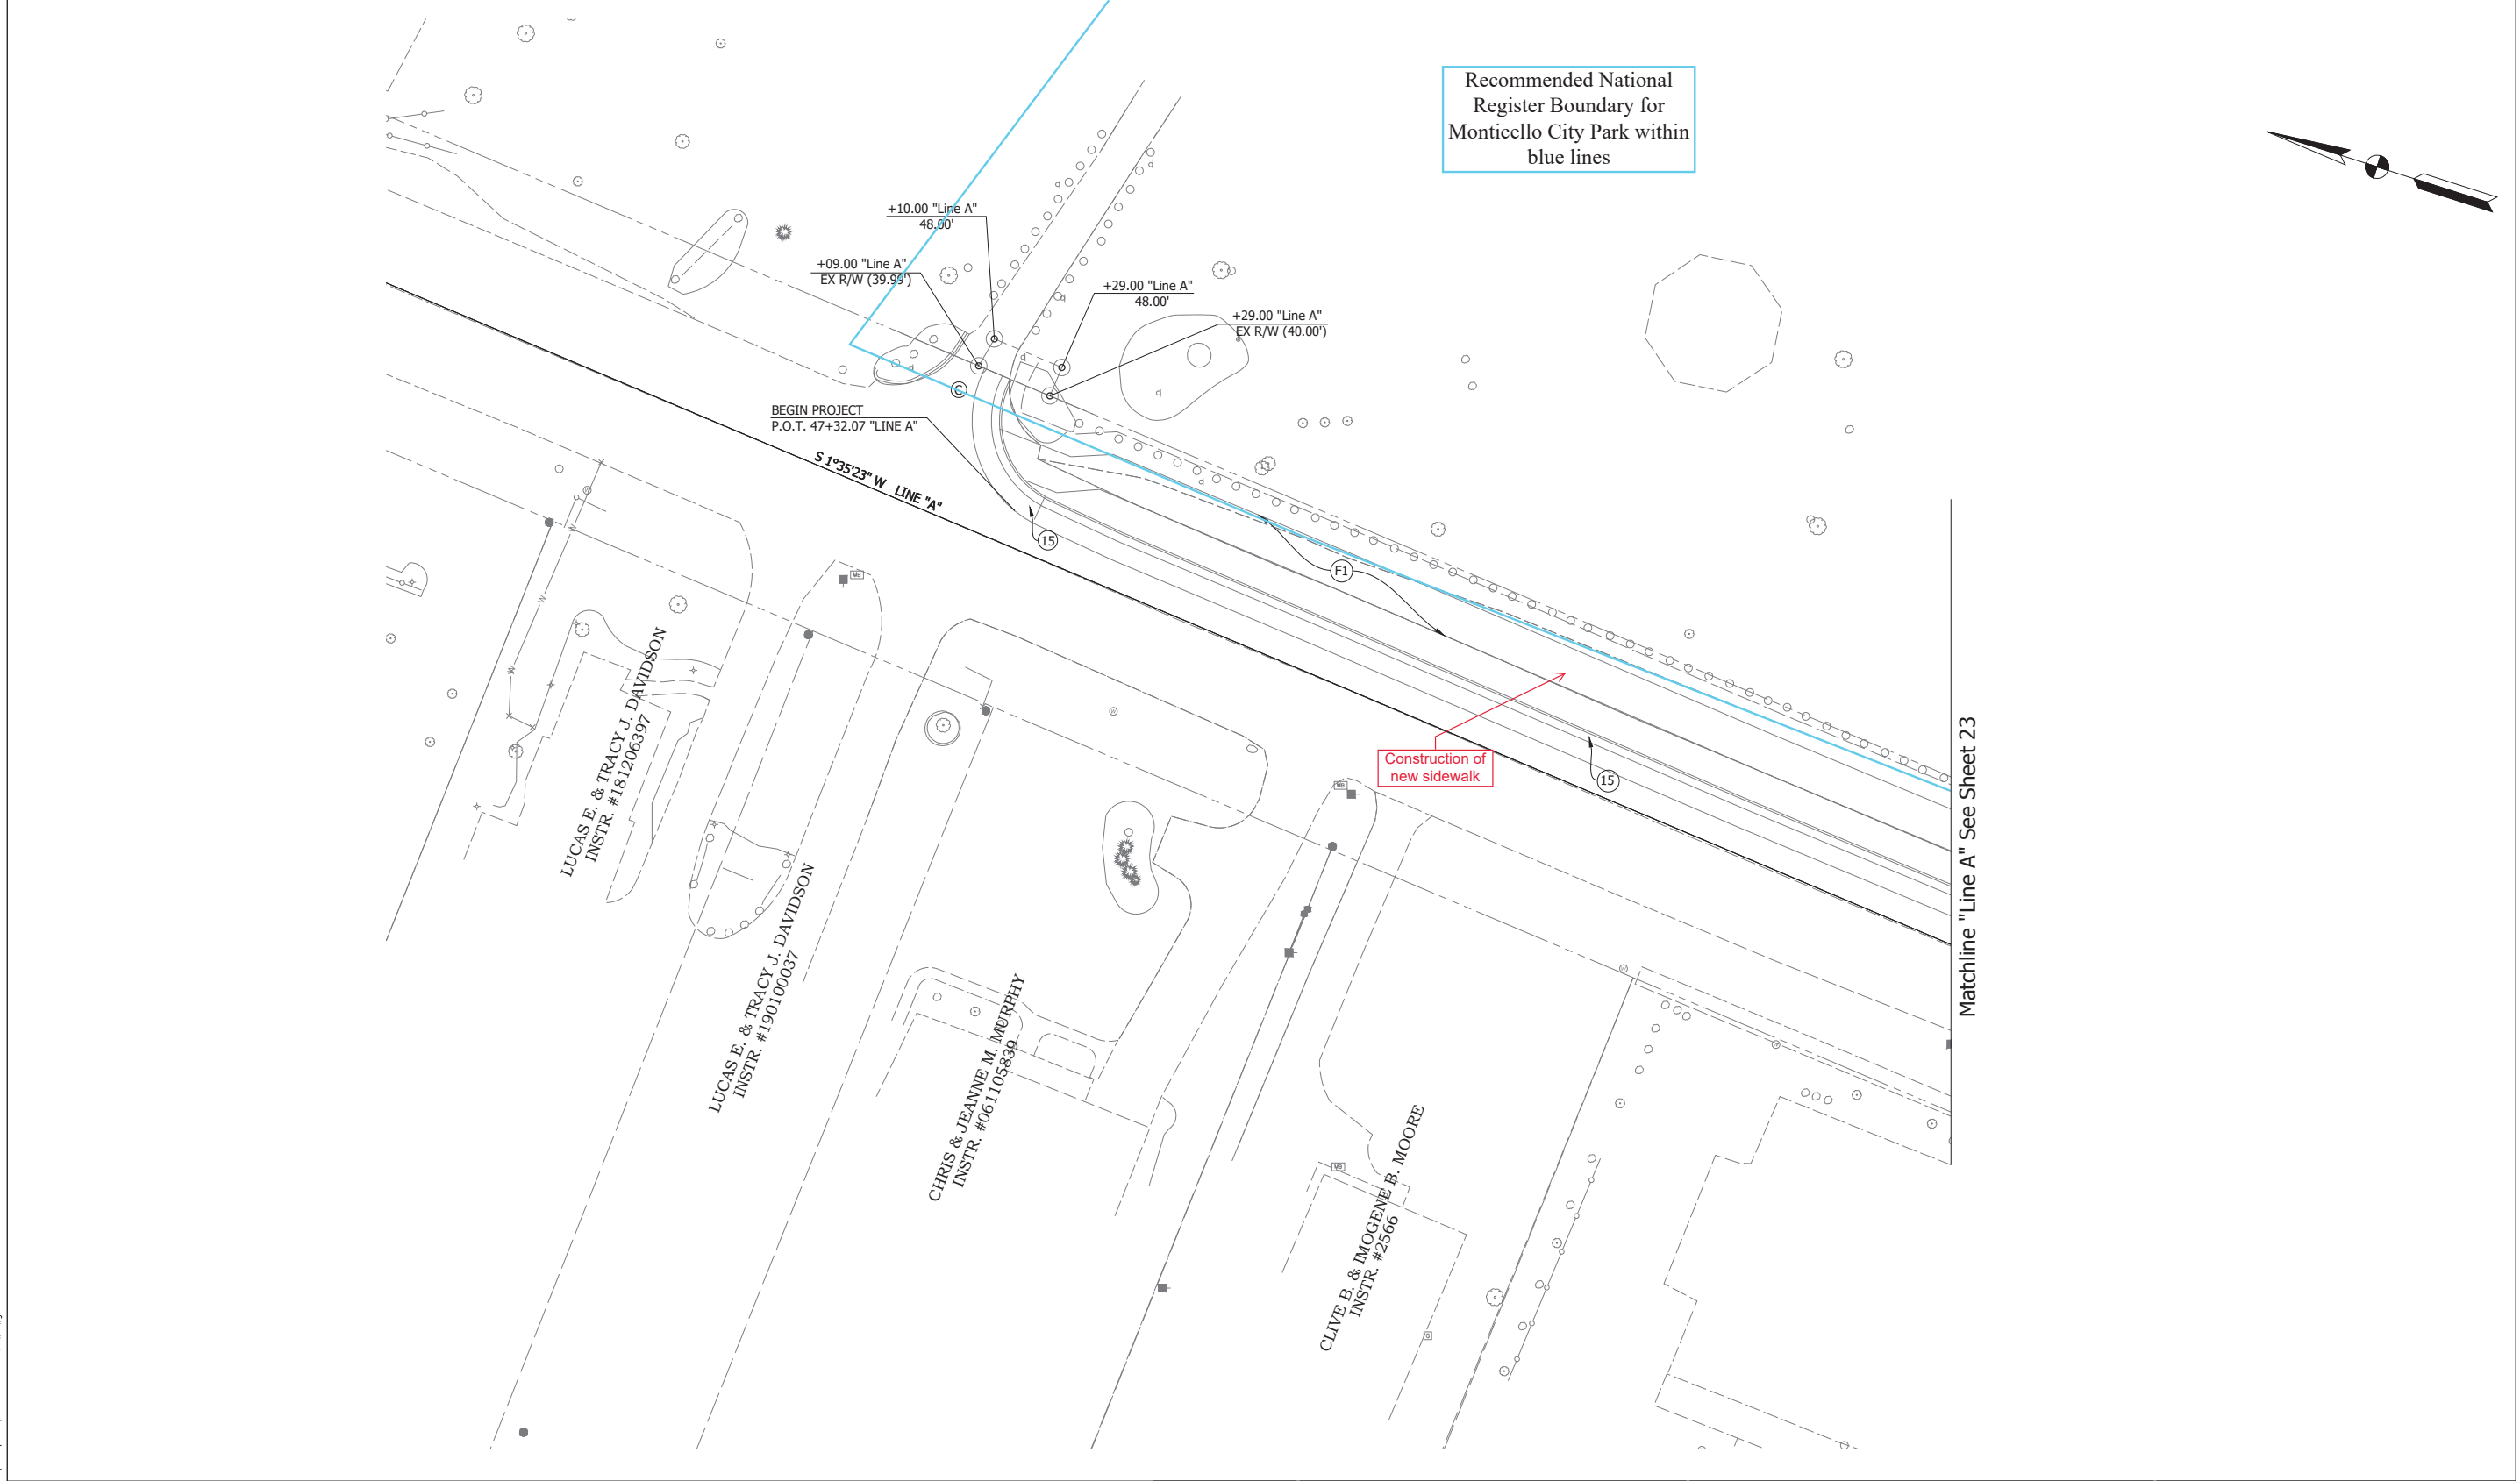 Recommended National
Register Boundary for
Monticello City Park within
blue lines
+10.00 "Line A"
48.00'
+09.00 "Line A"
EX R/W (39.99')
+29.00 "Line A"
48.00'
+29.00 "Line A"
EX R/W (40.00')
C
BEGIN PROJECT
P.O.T. 47+32.07 "LINE A"
S 1°35'23" W LINE "A"
15
F1
Construction of
new sidewalk
15
Matchline "Line A" See Sheet 23
LUCAS E. & TRACY J. DAVIDSON
INSTR. #181206397
LUCAS E. & TRACY J. DAVIDSON
INSTR. #190100037
CHRIS & JEANNE M. MURPHY
INSTR. #061105839
CLIVE B. & IMOGENE B. MOORE
INSTR. #2566